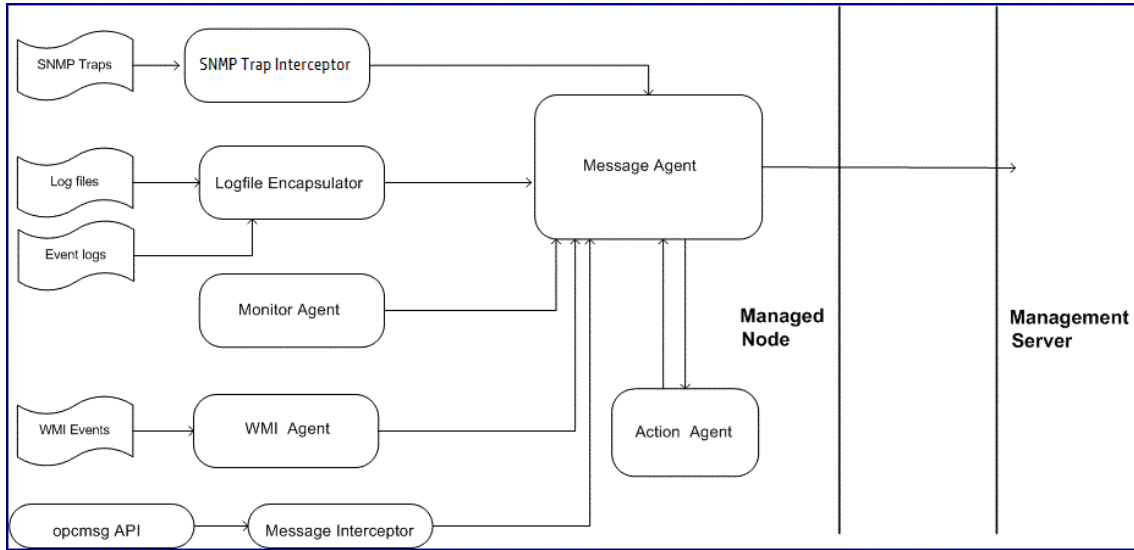 SNMP Traps
SNMP Trap Interceptor
Message Agent
Log files
Logfile Encapsulator
Event logs
Monitor Agent
Managed
Node
Management
Server
WMI Events
WMI Agent
Action Agent
opcmsg API
Message Interceptor